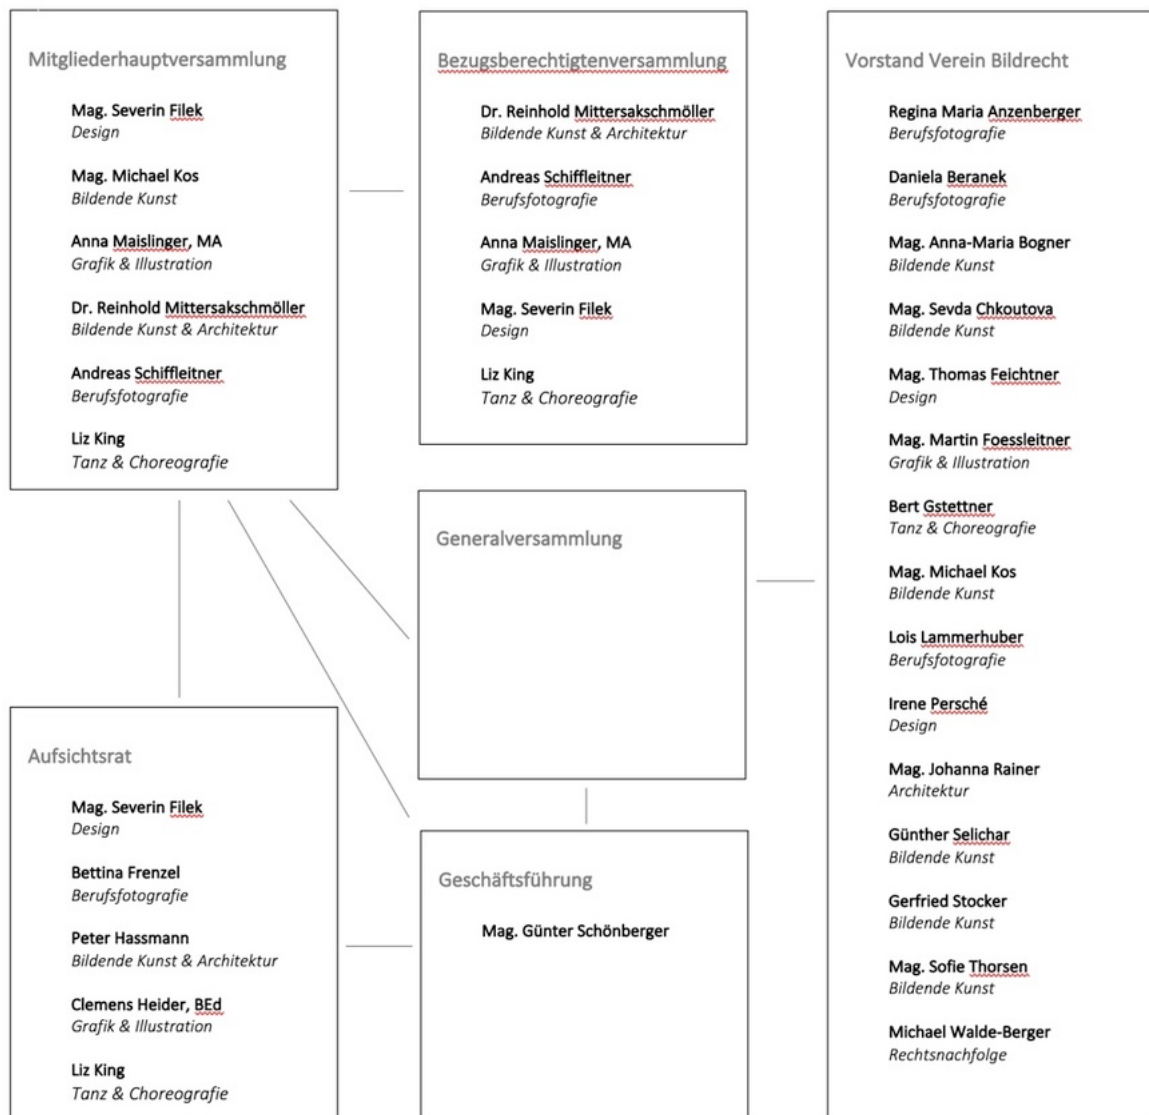 Mitgliederhauptversammlung
Mag. Severin Filek
Design
Mag. Michael Kos
Bildende Kunst
Anna Maislinger, MA
Grafik & Illustration
Dr. Reinhold Mittersakschmöller
Bildende Kunst & Architektur
Andreas Schiffleitner
Berufsfotografie
Liz King
Tanz & Choreografie
Bezugsberechtigtenversammlung
Dr. Reinhold Mittersakschmöller
Bildende Kunst & Architektur
Andreas Schiffleitner
Berufsfotografie
Anna Maislinger, MA
Grafik & Illustration
Mag. Severin Filek
Design
Liz King
Tanz & Choreografie
Vorstand Verein Bildrecht
Regina Maria Anzenberger
Berufsfotografie
Daniela Beranek
Berufsfotografie
Mag. Anna-Maria Bogner
Bildende Kunst
Mag. Sevda Chkoutova
Bildende Kunst
Mag. Thomas Feichtner
Design
Mag. Martin Foessleitner
Grafik & Illustration
Bert Gstettner
Tanz & Choreografie
Mag. Michael Kos
Bildende Kunst
Lois Lammerhuber
Berufsfotografie
Irene Persché
Design
Mag. Johanna Rainer
Architektur
Günther Selichar
Bildende Kunst
Gerfried Stocker
Bildende Kunst
Mag. Sofie Thorsen
Bildende Kunst
Michael Walde-Berger
Rechtsnachfolge
Generalversammlung
Aufsichtsrat
Mag. Severin Filek
Design
Bettina Frenzel
Berufsfotografie
Peter Hassmann
Bildende Kunst & Architektur
Clemens Heider, BEd
Grafik & Illustration
Liz King
Tanz & Choreografie
Geschäftsführung
Mag. Günter Schönberger